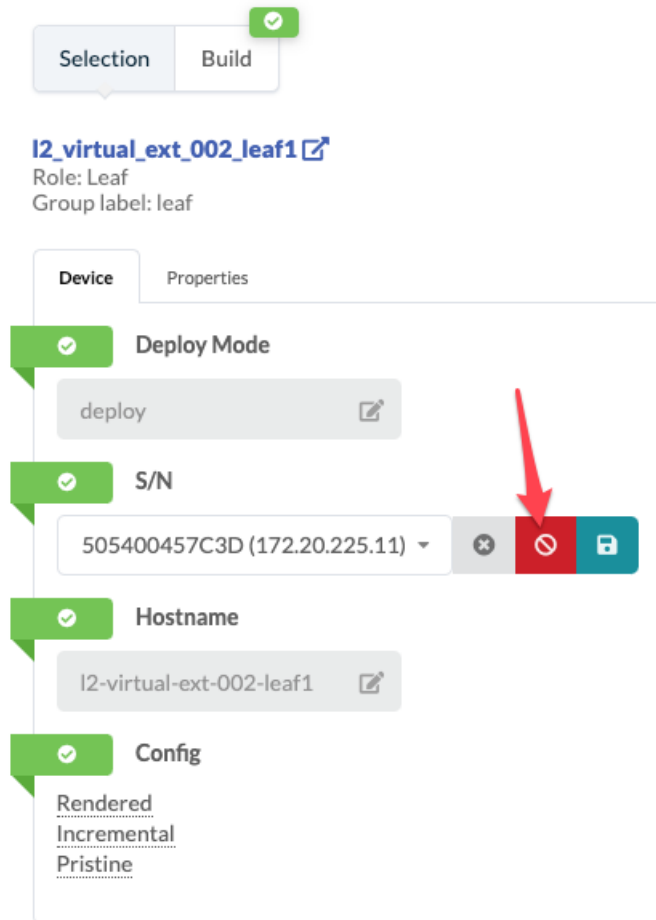 Selection
Build
l2_virtual_ext_002_leaf1
Role: Leaf
Group label: leaf
Device
Properties
Deploy Mode
deploy
S/N
505400457C3D (172.20.225.11)
Hostname
l2-virtual-ext-002-leaf1
Config
Rendered
Incremental
Pristine